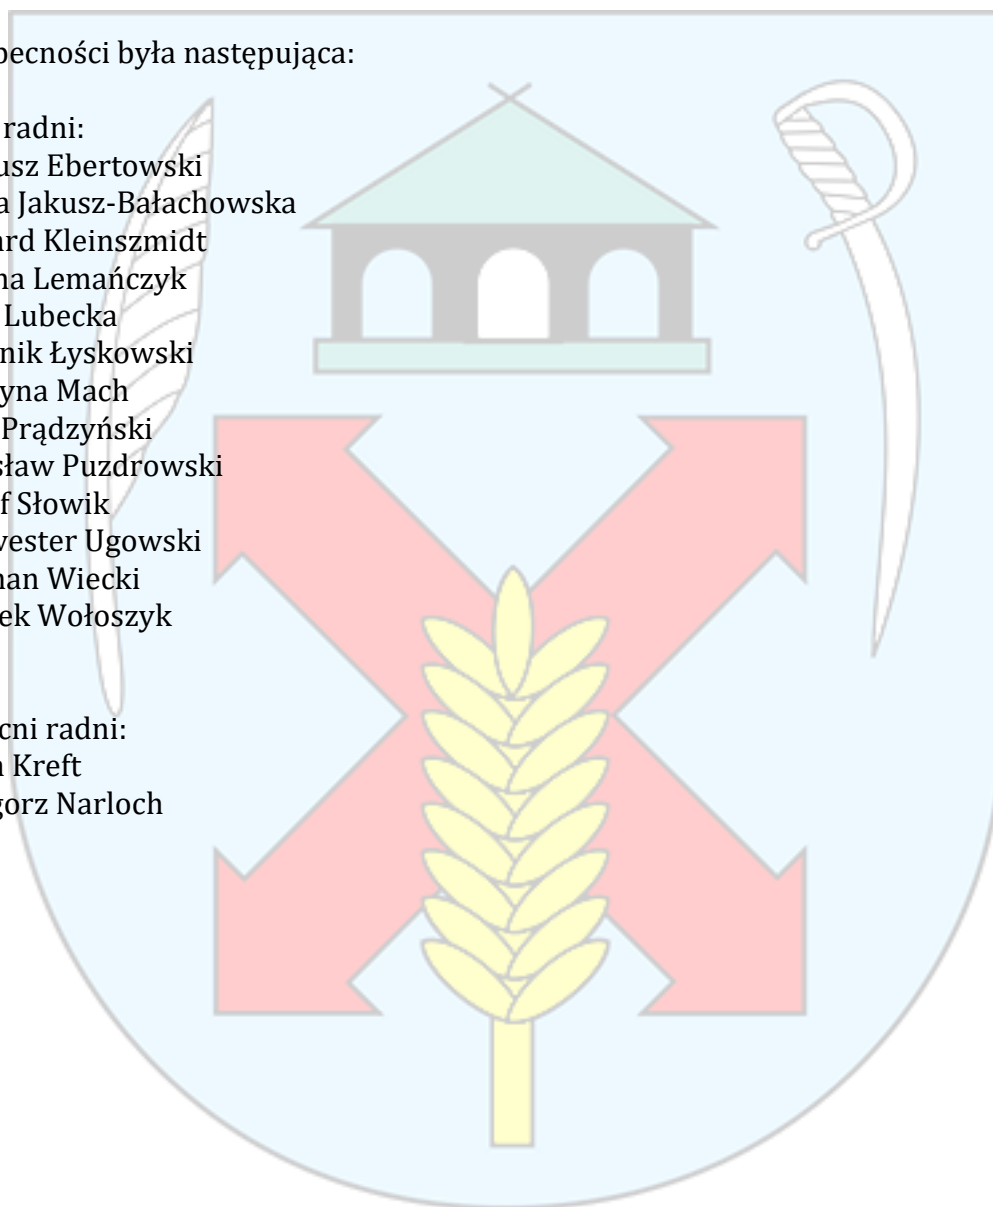 ecności była następująca:
radni:
usz Ebertowski
a Jakusz-Bałachowska
ard Kleinszmidt
na Lemańczyk
Lubecka
nik Łyskowski
yna Mach
Prądzyński
sław Puzdrowski
f Słowik
vester Ugowski
nan Wiecki
ek Wołoszyk
cni radni:
Kreft
gorz Narloch